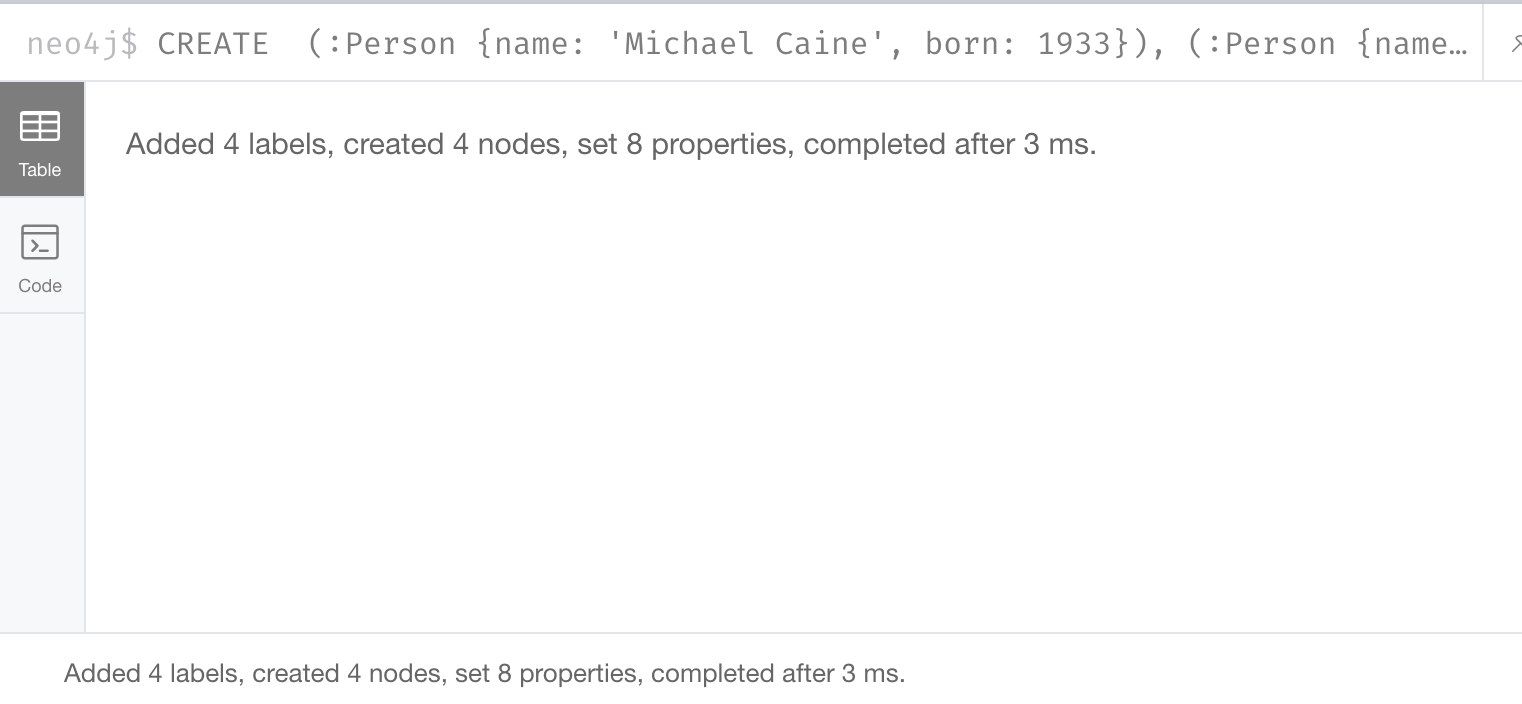 neo4j$ CREATE (:Person {name: 'Michael Caine', born: 1933}), (:Person {name…
Table
Added 4 labels, created 4 nodes, set 8 properties, completed after 3 ms.
Code
Added 4 labels, created 4 nodes, set 8 properties, completed after 3 ms.